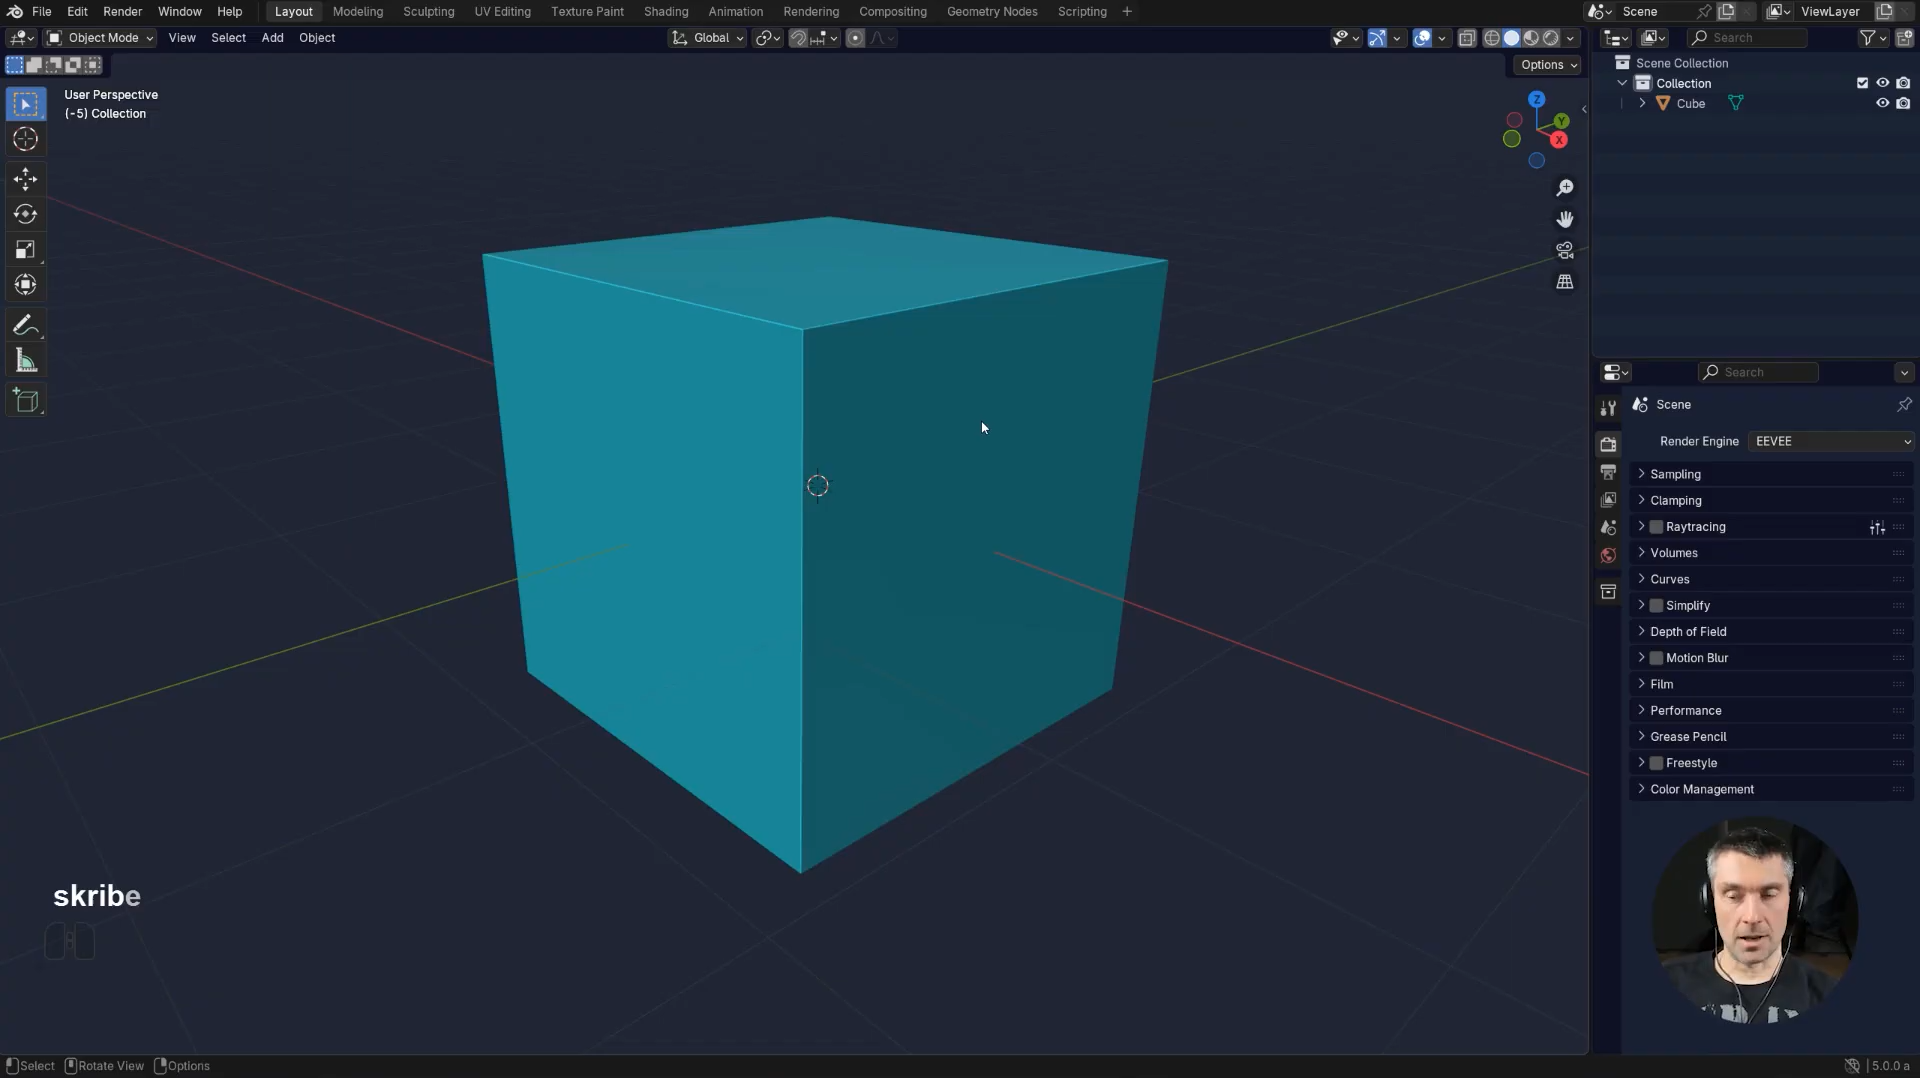 File Edit Render Window Help Layout Modeling Sculpting UV Editing Texture Paint Shading Animation Rendering Compositing Geometry Nodes Scripting + Scene ViewLayer
Object Mode View Select Add Object Global Search
Options
User Perspective
(-5) Collection
Z
Y
X
Scene Collection
Collection
Cube
Search
Scene
Render Engine EEVEE
Sampling
Clamping
Raytracing
Volumes
Curves
Simplify
Depth of Field
Motion Blur
Film
Performance
Grease Pencil
Freestyle
Color Management
skribe
Select Rotate View Options 5.0.0 a